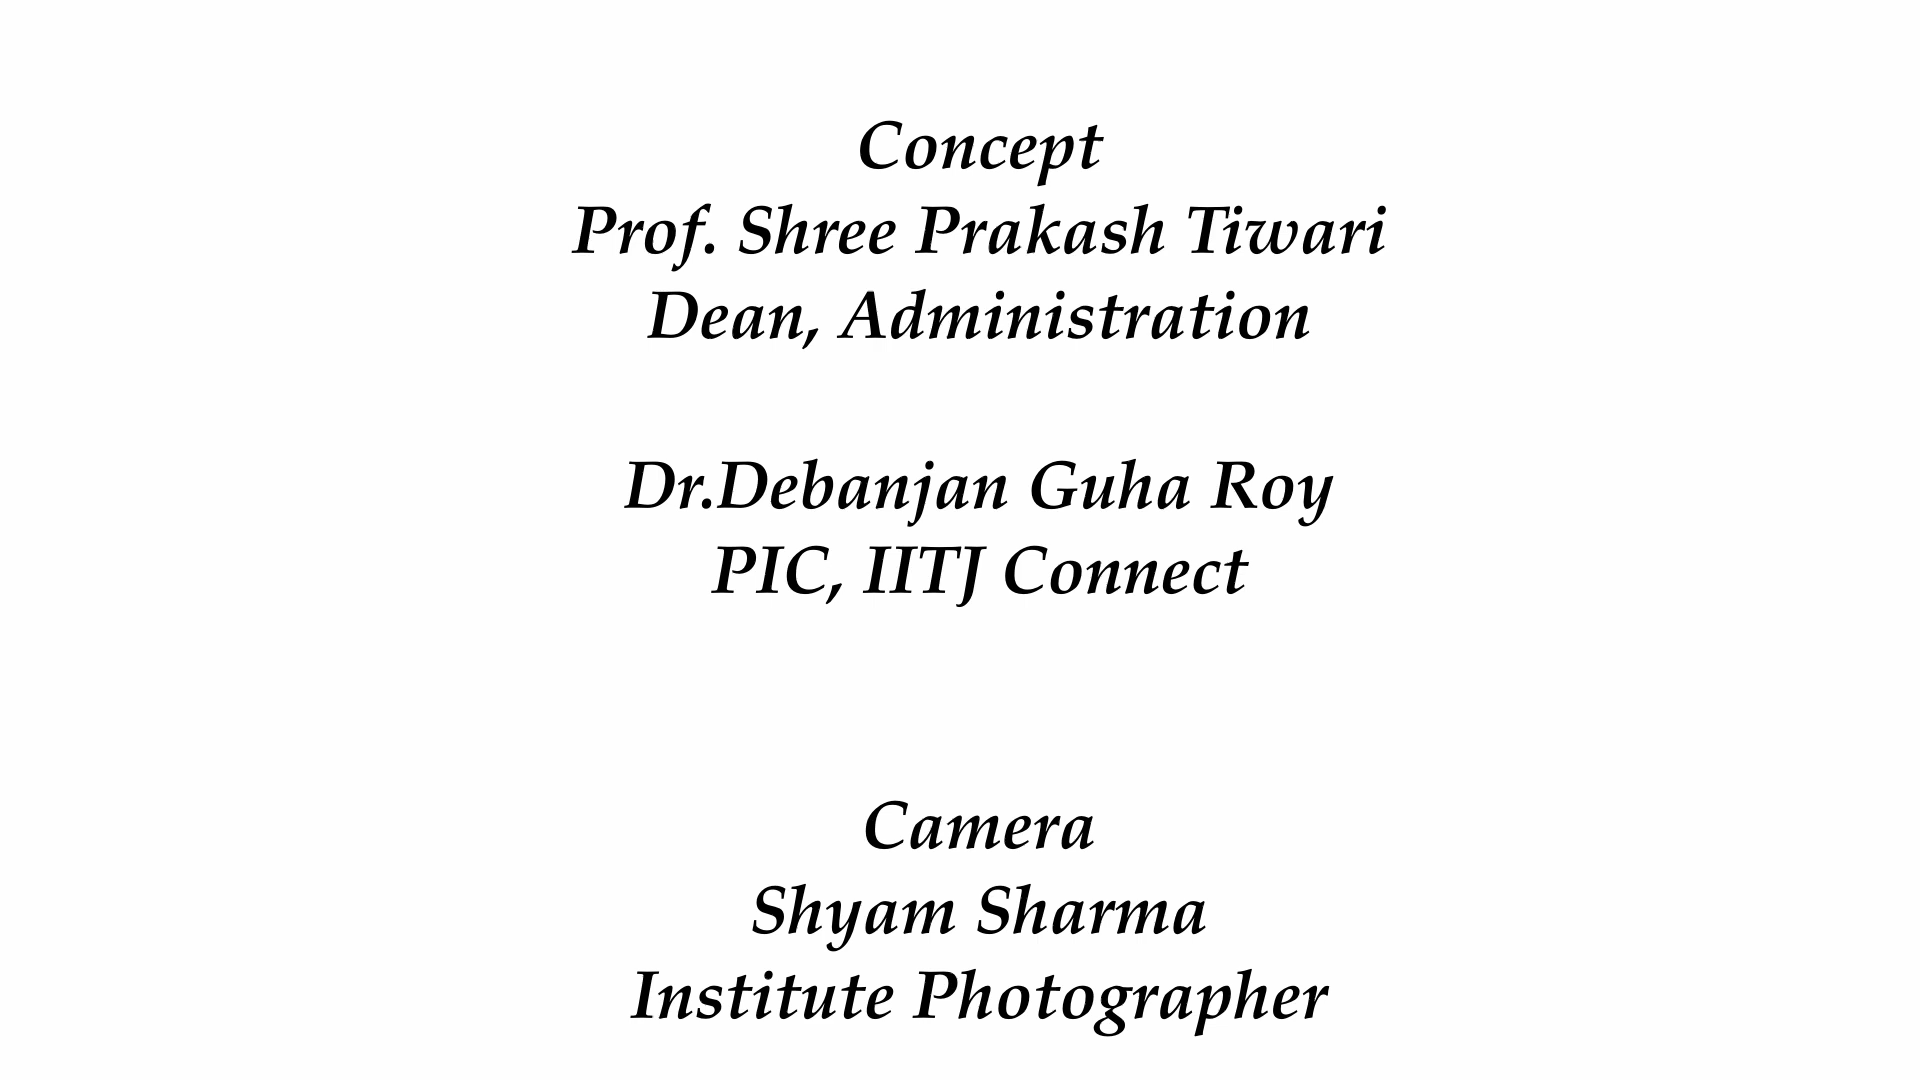 Concept
Prof. Shree Prakash Tiwari
Dean, Administration
Dr.Debanjan Guha Roy
PIC, IITJ Connect
Camera
Shyam Sharma
Institute Photographer